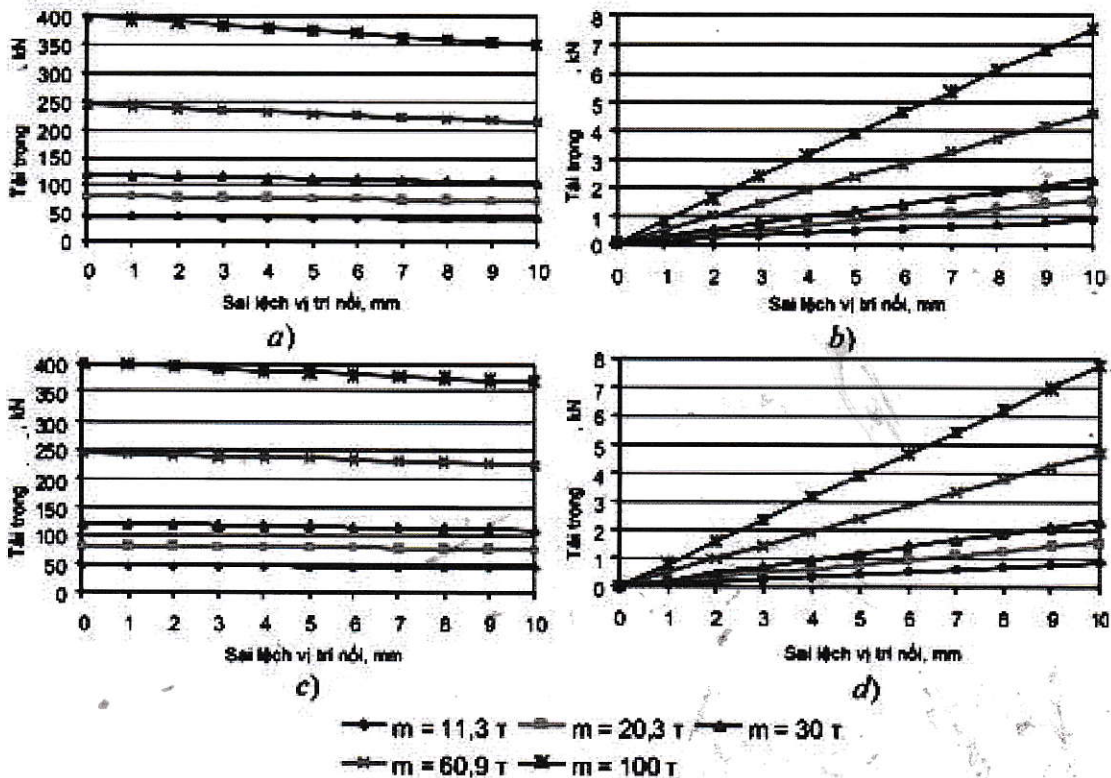 400
350
300
250
200
150
100
50
0
Tải trọng , kN
0 1 2 3 4 5 6 7 8 9 10
Sai lệch vị trí nối, mm
a)
8
7
6
5
4
3
2
1
0
Tải trọng , kN
0 1 2 3 4 5 6 7 8 9 10
Sai lệch vị trí nối, mm
b)
400
350
300
250
200
150
100
50
0
Tải trọng , kN
0 1 2 3 4 5 6 7 8 9 10
Sai lệch vị trí nối, mm
c)
8
7
6
5
4
3
2
1
0
Tải trọng , kN
0 1 2 3 4 5 6 7 8 9 10
Sai lệch vị trí nối, mm
d)
m = 11,3 т m = 20,3 т m = 30 т
m = 60,9 т m = 100 т